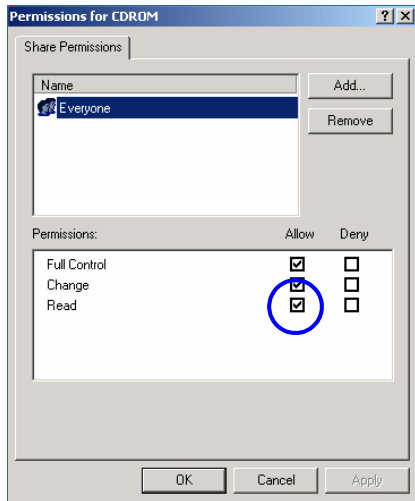 Permissions for CDROM
Share Permissions
Name
Add...
Everyone
Remove
Permissions: Allow Deny
Full Control
Change
Read
OK Cancel Apply